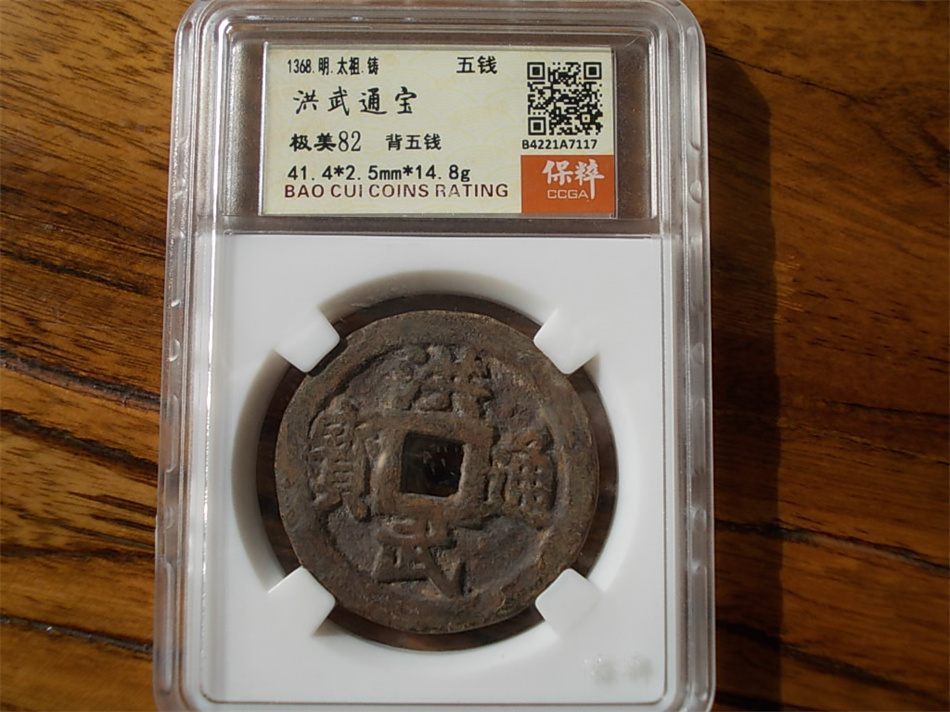 1368.明.太祖.铸 五钱
洪武通宝
极美82 背五钱
B4221A7117
41.4*2.5mm*14.8g
BAO CUI COINS RATING
保粹
CCGA
洪
寶 通
武